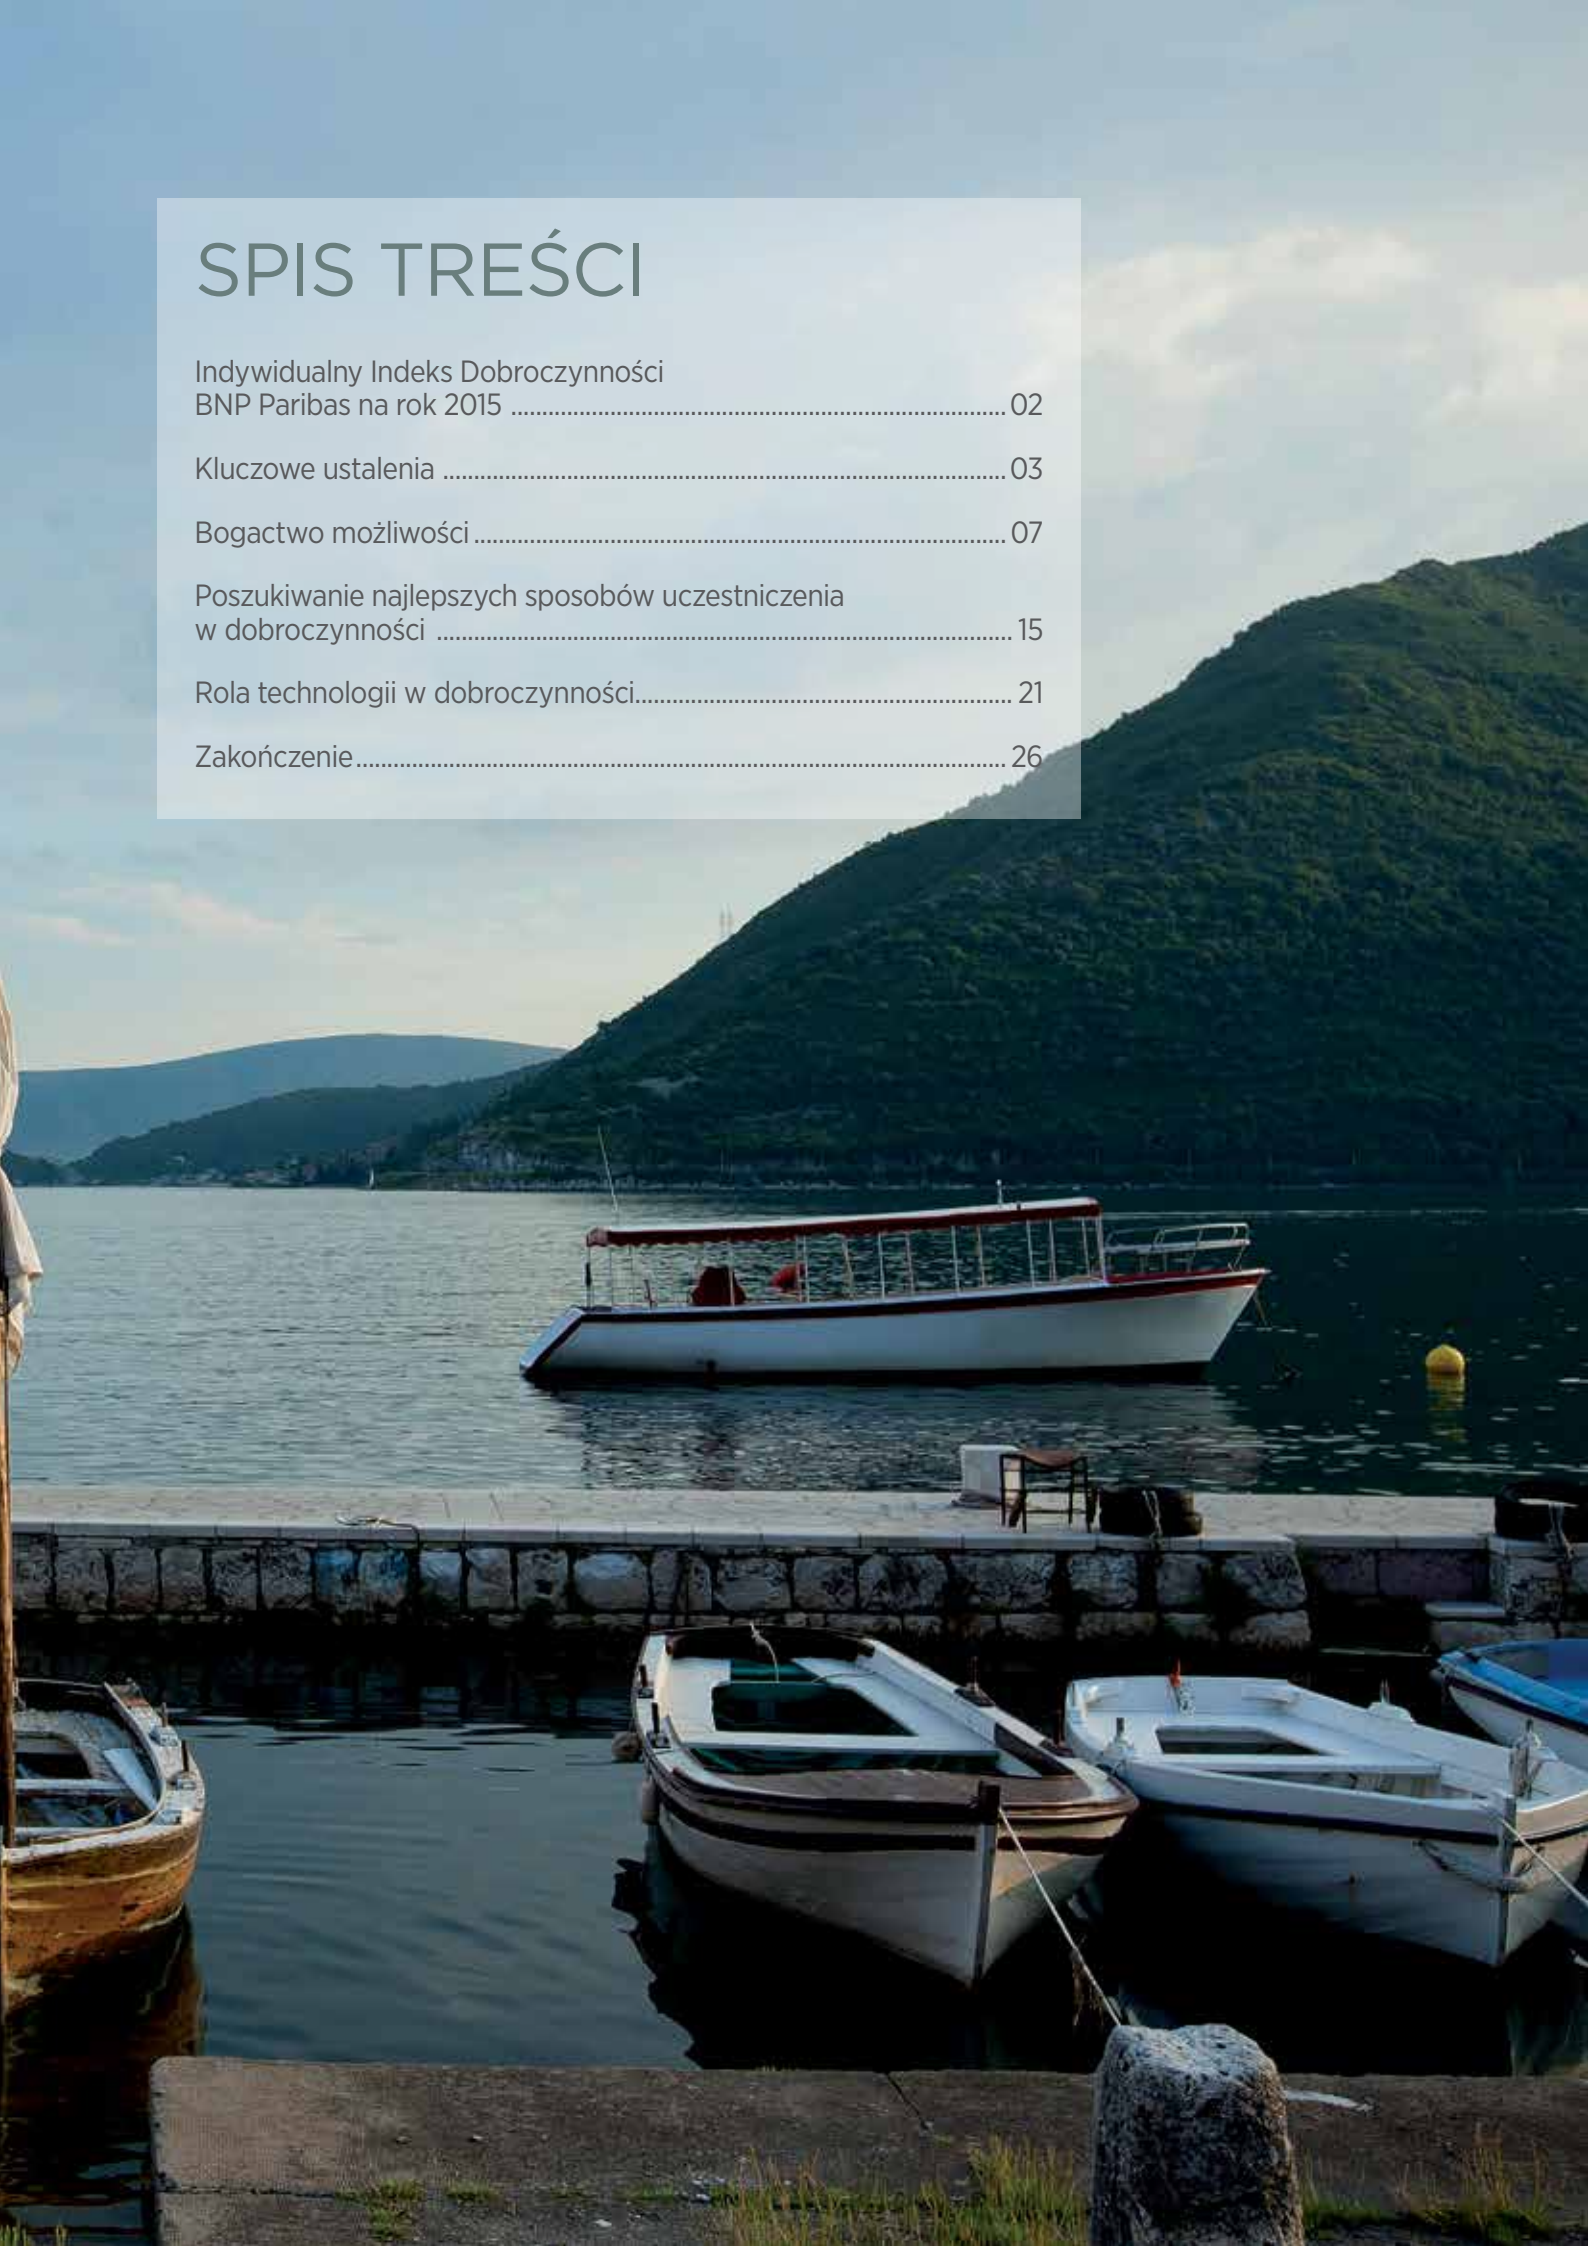 SPIS TREŚCI
Indywidualny Indeks Dobroczynności
BNP Paribas na rok 2015 ........ 02
Kluczowe ustalenia ........ 03
Bogactwo możliwości ........ 07
Poszukiwanie najlepszych sposobów uczestniczenia
w dobroczynności ........ 15
Rola technologii w dobroczynności ........ 21
Zakończenie ........ 26